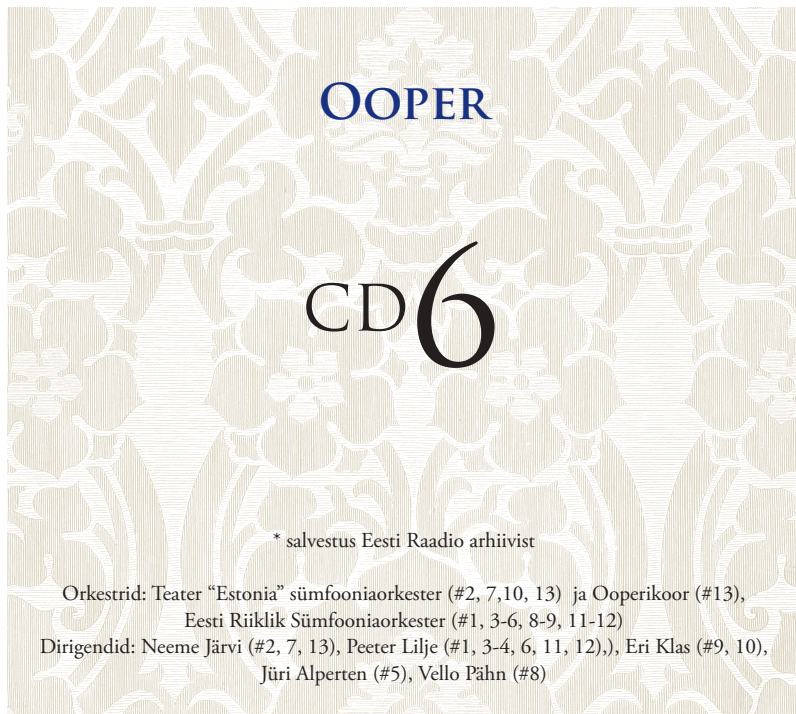 OOPER
CD6
* salvestus Eesti Raadio arhiivist
Orkestrid: Teater “Estonia” sümfooniaorkester (#2, 7,10, 13)  ja Ooperikoor (#13),
Eesti Riiklik Sümfooniaorkester (#1, 3-6, 8-9, 11-12)
Dirigendid: Neeme Järvi (#2, 7, 13), Peeter Lilje (#1, 3-4, 6, 11, 12),), Eri Klas (#9, 10),
Jüri Alperten (#5), Vello Pähn (#8)